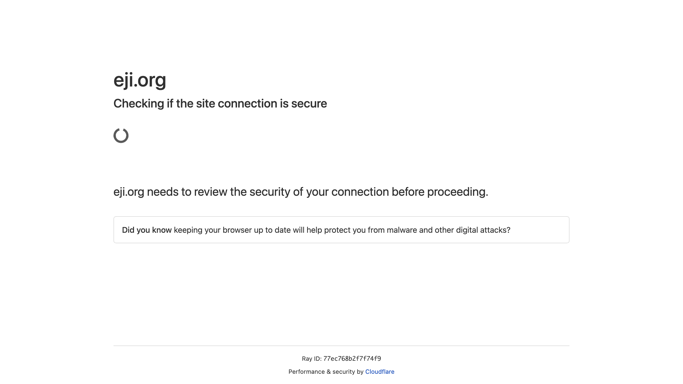 eji.org
Checking if the site connection is secure
eji.org needs to review the security of your connection before proceeding.
Did you know keeping your browser up to date will help protect you from malware and other digital attacks?
Ray ID: 77ec768b2f7f74f9
Performance & security by Cloudflare